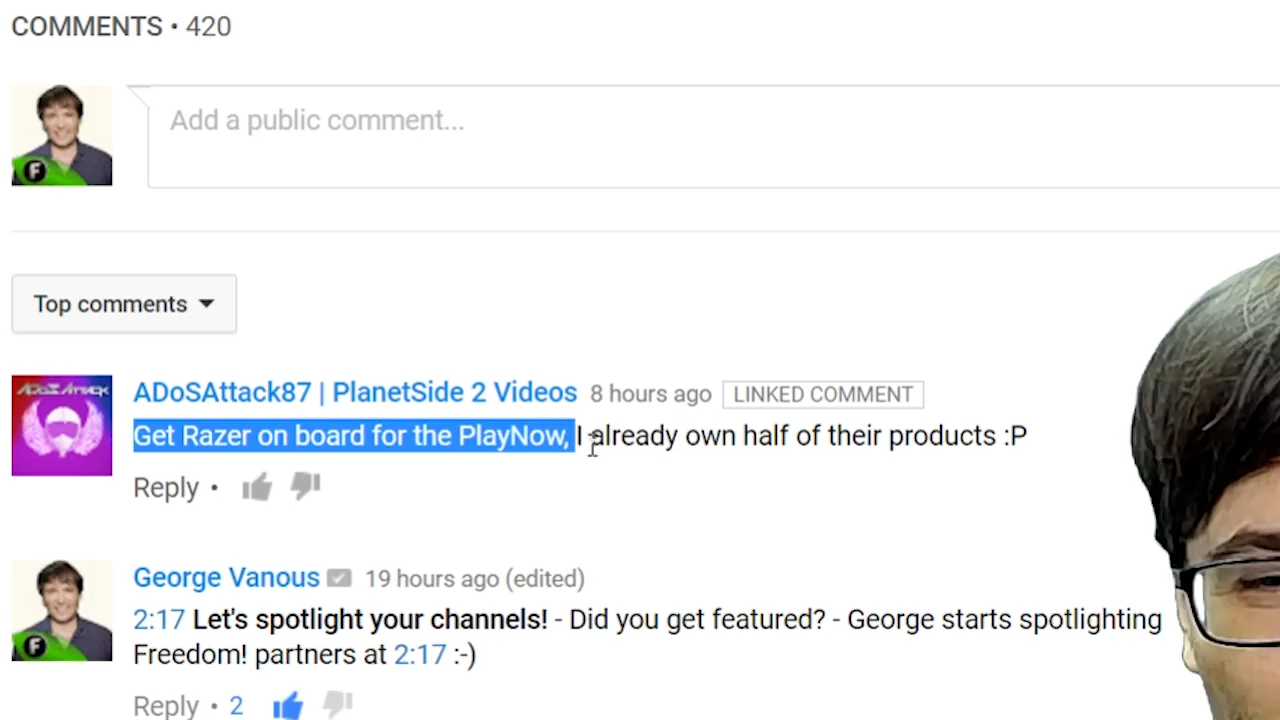 COMMENTS • 420
Add a public comment...
Top comments
ADoS ATTACK
ADoSAttack87 | PlanetSide 2 Videos 8 hours ago LINKED COMMENT
Get Razer on board for the PlayNow, I already own half of their products :P
Reply •
F
George Vanous 19 hours ago (edited)
2:17 Let's spotlight your channels! - Did you get featured? - George starts spotlighting
Freedom! partners at 2:17 :-)
Reply • 2
F